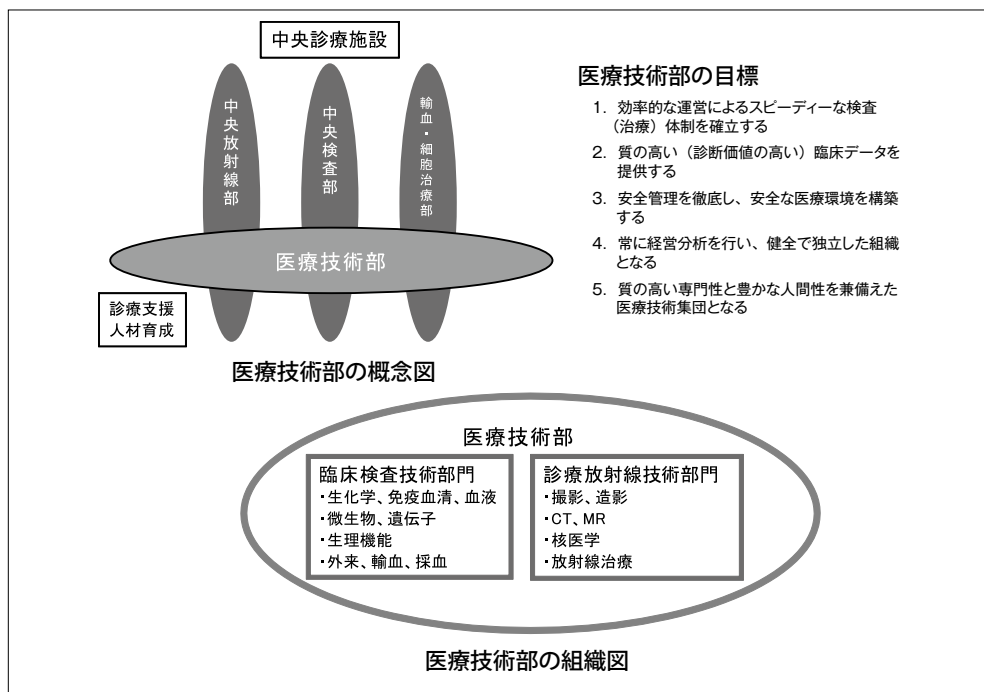 中央診療施設
中央放射線部
中央検査部
輸血・細胞治療部
医療技術部
診療支援
人材育成
医療技術部の概念図
医療技術部の目標
1. 効率的な運営によるスピーディーな検査
（治療）体制を確立する
2. 質の高い（診断価値の高い）臨床データを
提供する
3. 安全管理を徹底し、安全な医療環境を構築
する
4. 常に経営分析を行い、健全で独立した組織
となる
5. 質の高い専門性と豊かな人間性を兼備えた
医療技術集団となる
医療技術部
臨床検査技術部門
・生化学、免疫血清、血液
・微生物、遺伝子
・生理機能
・外来、輸血、採血
診療放射線技術部門
・撮影、造影
・CT、MR
・核医学
・放射線治療
医療技術部の組織図